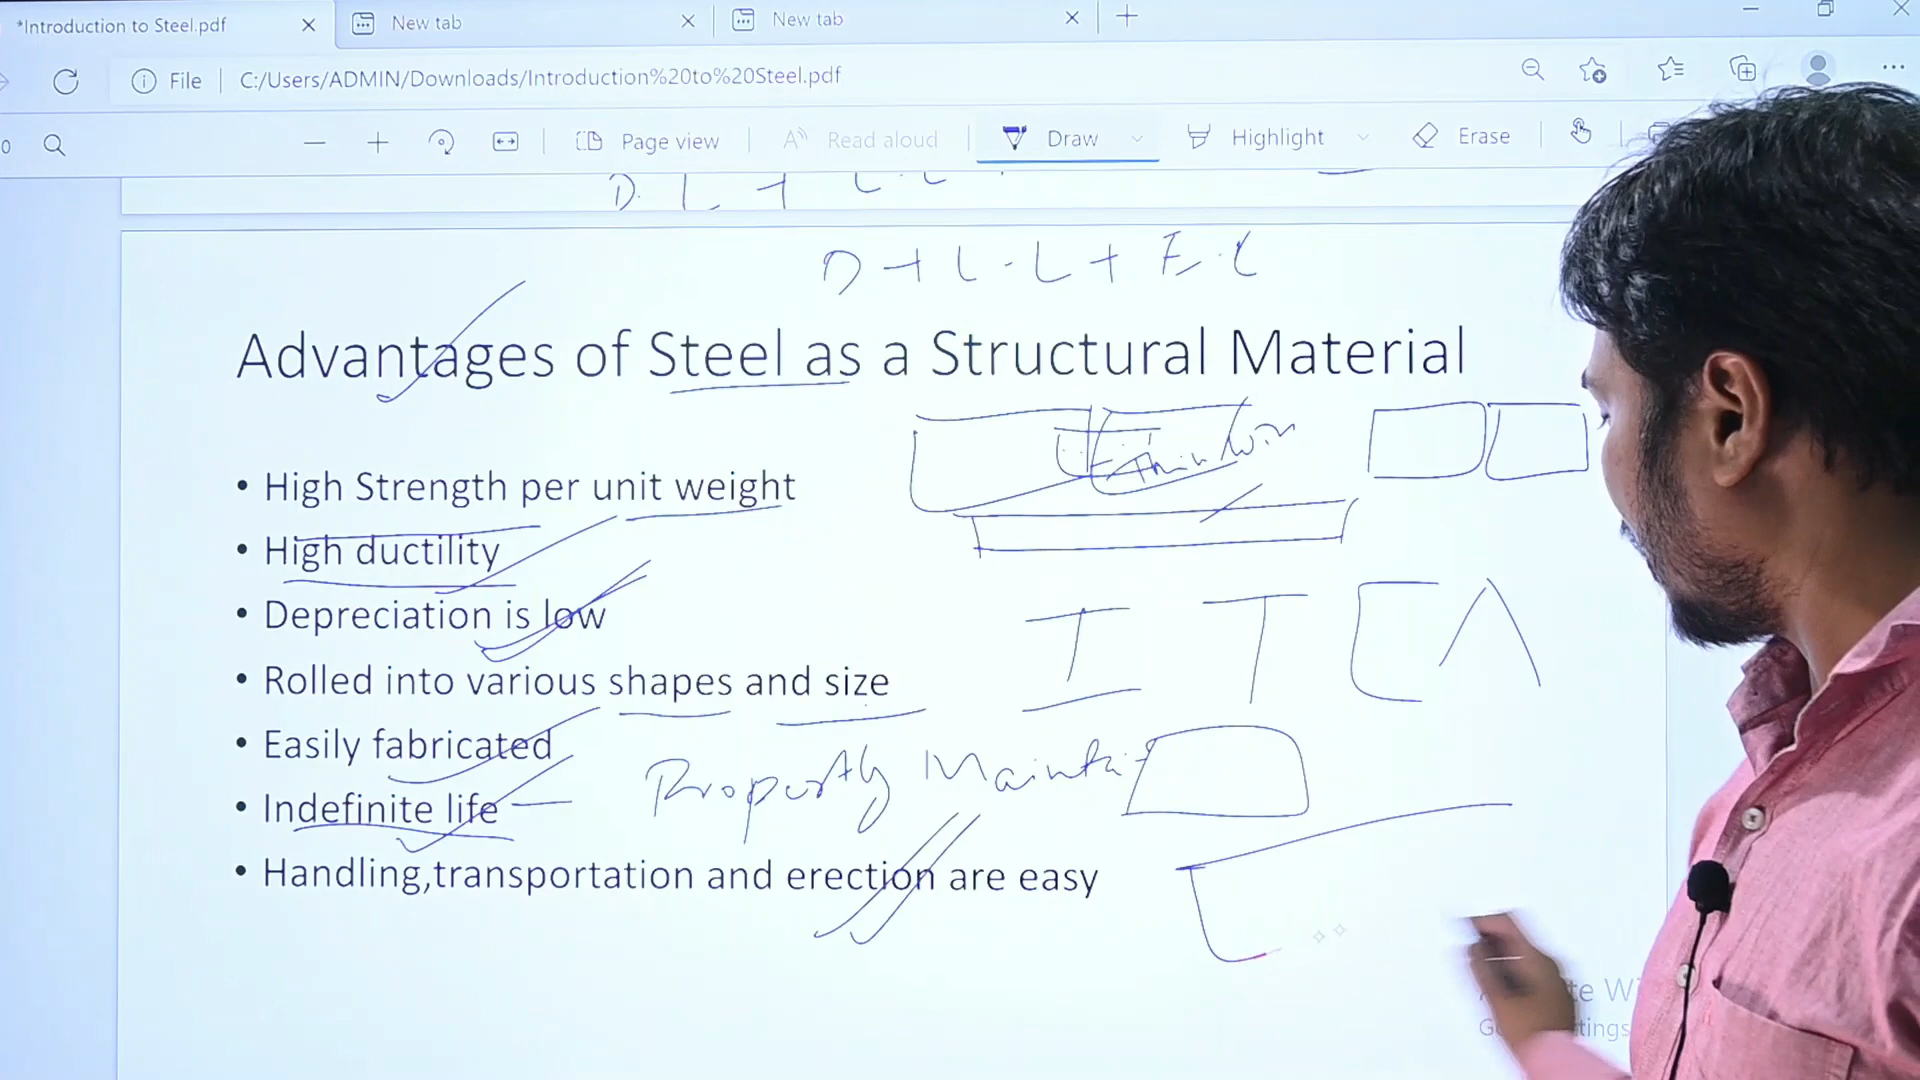 *Introduction to Steel.pdf
New tab
New tab
File
C:/Users/ADMIN/Downloads/Introduction%20to%20Steel.pdf
Page view
Read aloud
Draw
Highlight
Erase
D. L +
D + L.L + E.L
Advantages of Steel as a Structural Material
• High Strength per unit weight
• High ductility
• Depreciation is low
• Rolled into various shapes and size
• Easily fabricated
• Indefinite life —
• Handling,transportation and erection are easy